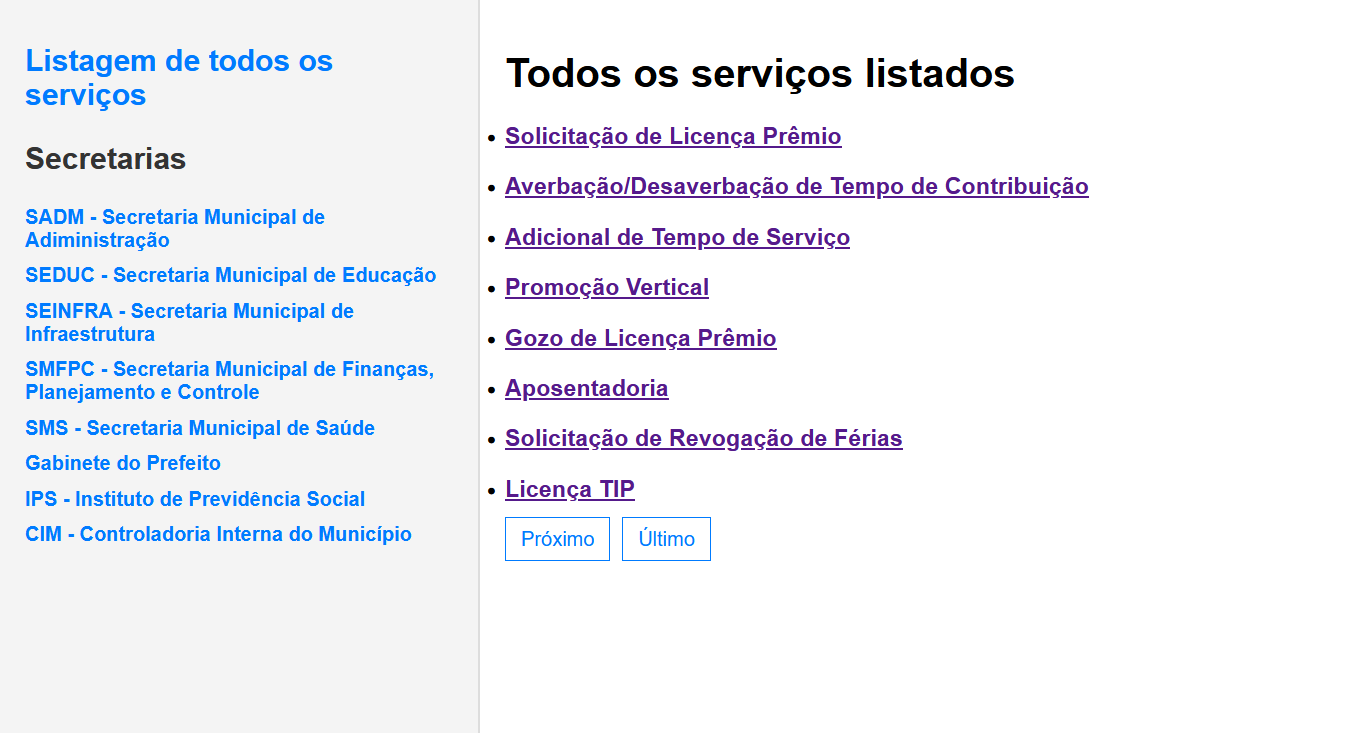 Listagem de todos os
serviços
Secretarias
SADM - Secretaria Municipal de
Adiministração
SEDUC - Secretaria Municipal de Educação
SEINFRA - Secretaria Municipal de
Infraestrutura
SMFPC - Secretaria Municipal de Finanças,
Planejamento e Controle
SMS - Secretaria Municipal de Saúde
Gabinete do Prefeito
IPS - Instituto de Previdência Social
CIM - Controladoria Interna do Município
Todos os serviços listados
Solicitação de Licença Prêmio
Averbação/Desaverbação de Tempo de Contribuição
Adicional de Tempo de Serviço
Promoção Vertical
Gozo de Licença Prêmio
Aposentadoria
Solicitação de Revogação de Férias
Licença TIP
Próximo Último